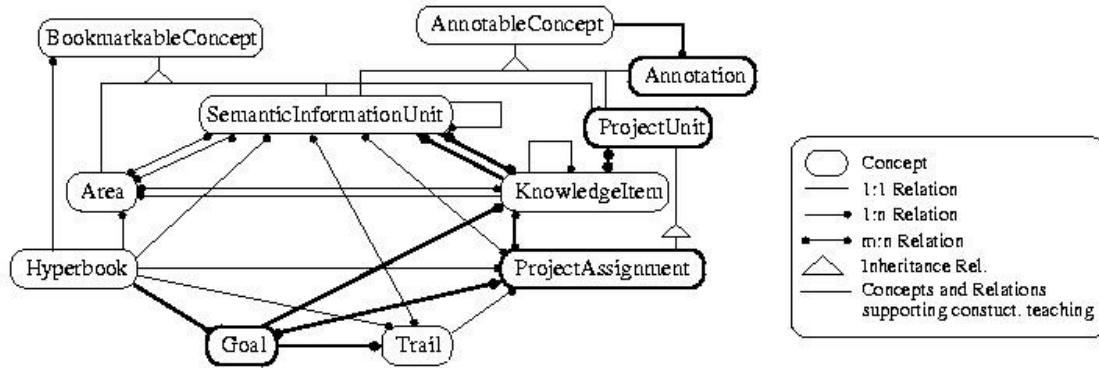 AnnotableConcept
BookmarkableConcept
Annotation
SemanticInformationUnit
ProjectUnit
Area
KnowledgeItem
Hyperbook
ProjectAssignment
Goal
Trail
Concept
1:1 Relation
1:n Relation
m:n Relation
Inheritance Rel.
Concepts and Relations
supporting constuct. teaching